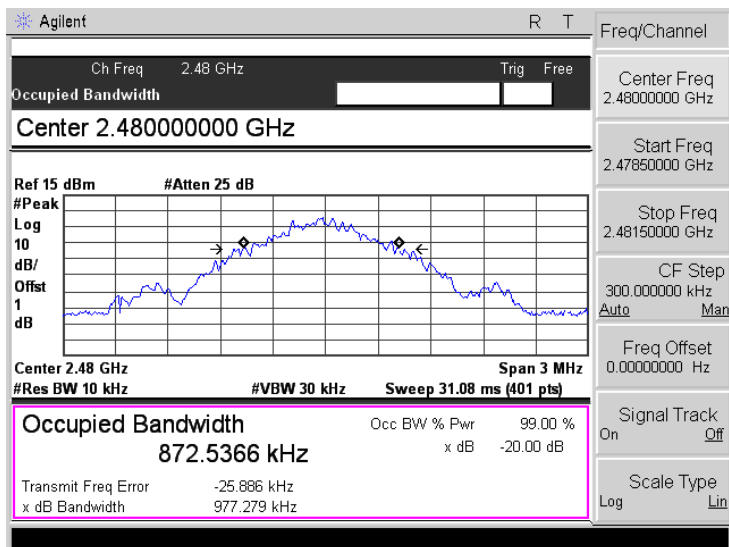 Agilent R T
Ch Freq 2.48 GHz Trig Free
Occupied Bandwidth
Center 2.480000000 GHz
Ref 15 dBm #Atten 25 dB
#Peak
Log
10
dB/
Offst
1
dB
Center 2.48 GHz Span 3 MHz
#Res BW 10 kHz #VBW 30 kHz Sweep 31.08 ms (401 pts)
Occupied Bandwidth Occ BW % Pwr 99.00 %
872.5366 kHz x dB -20.00 dB
Transmit Freq Error -25.886 kHz
x dB Bandwidth 977.279 kHz
Freq/Channel
Center Freq
2.48000000 GHz
Start Freq
2.47850000 GHz
Stop Freq
2.48150000 GHz
CF Step
300.000000 kHz
Auto Man
Freq Offset
0.00000000 Hz
Signal Track
On Off
Scale Type
Log Lin